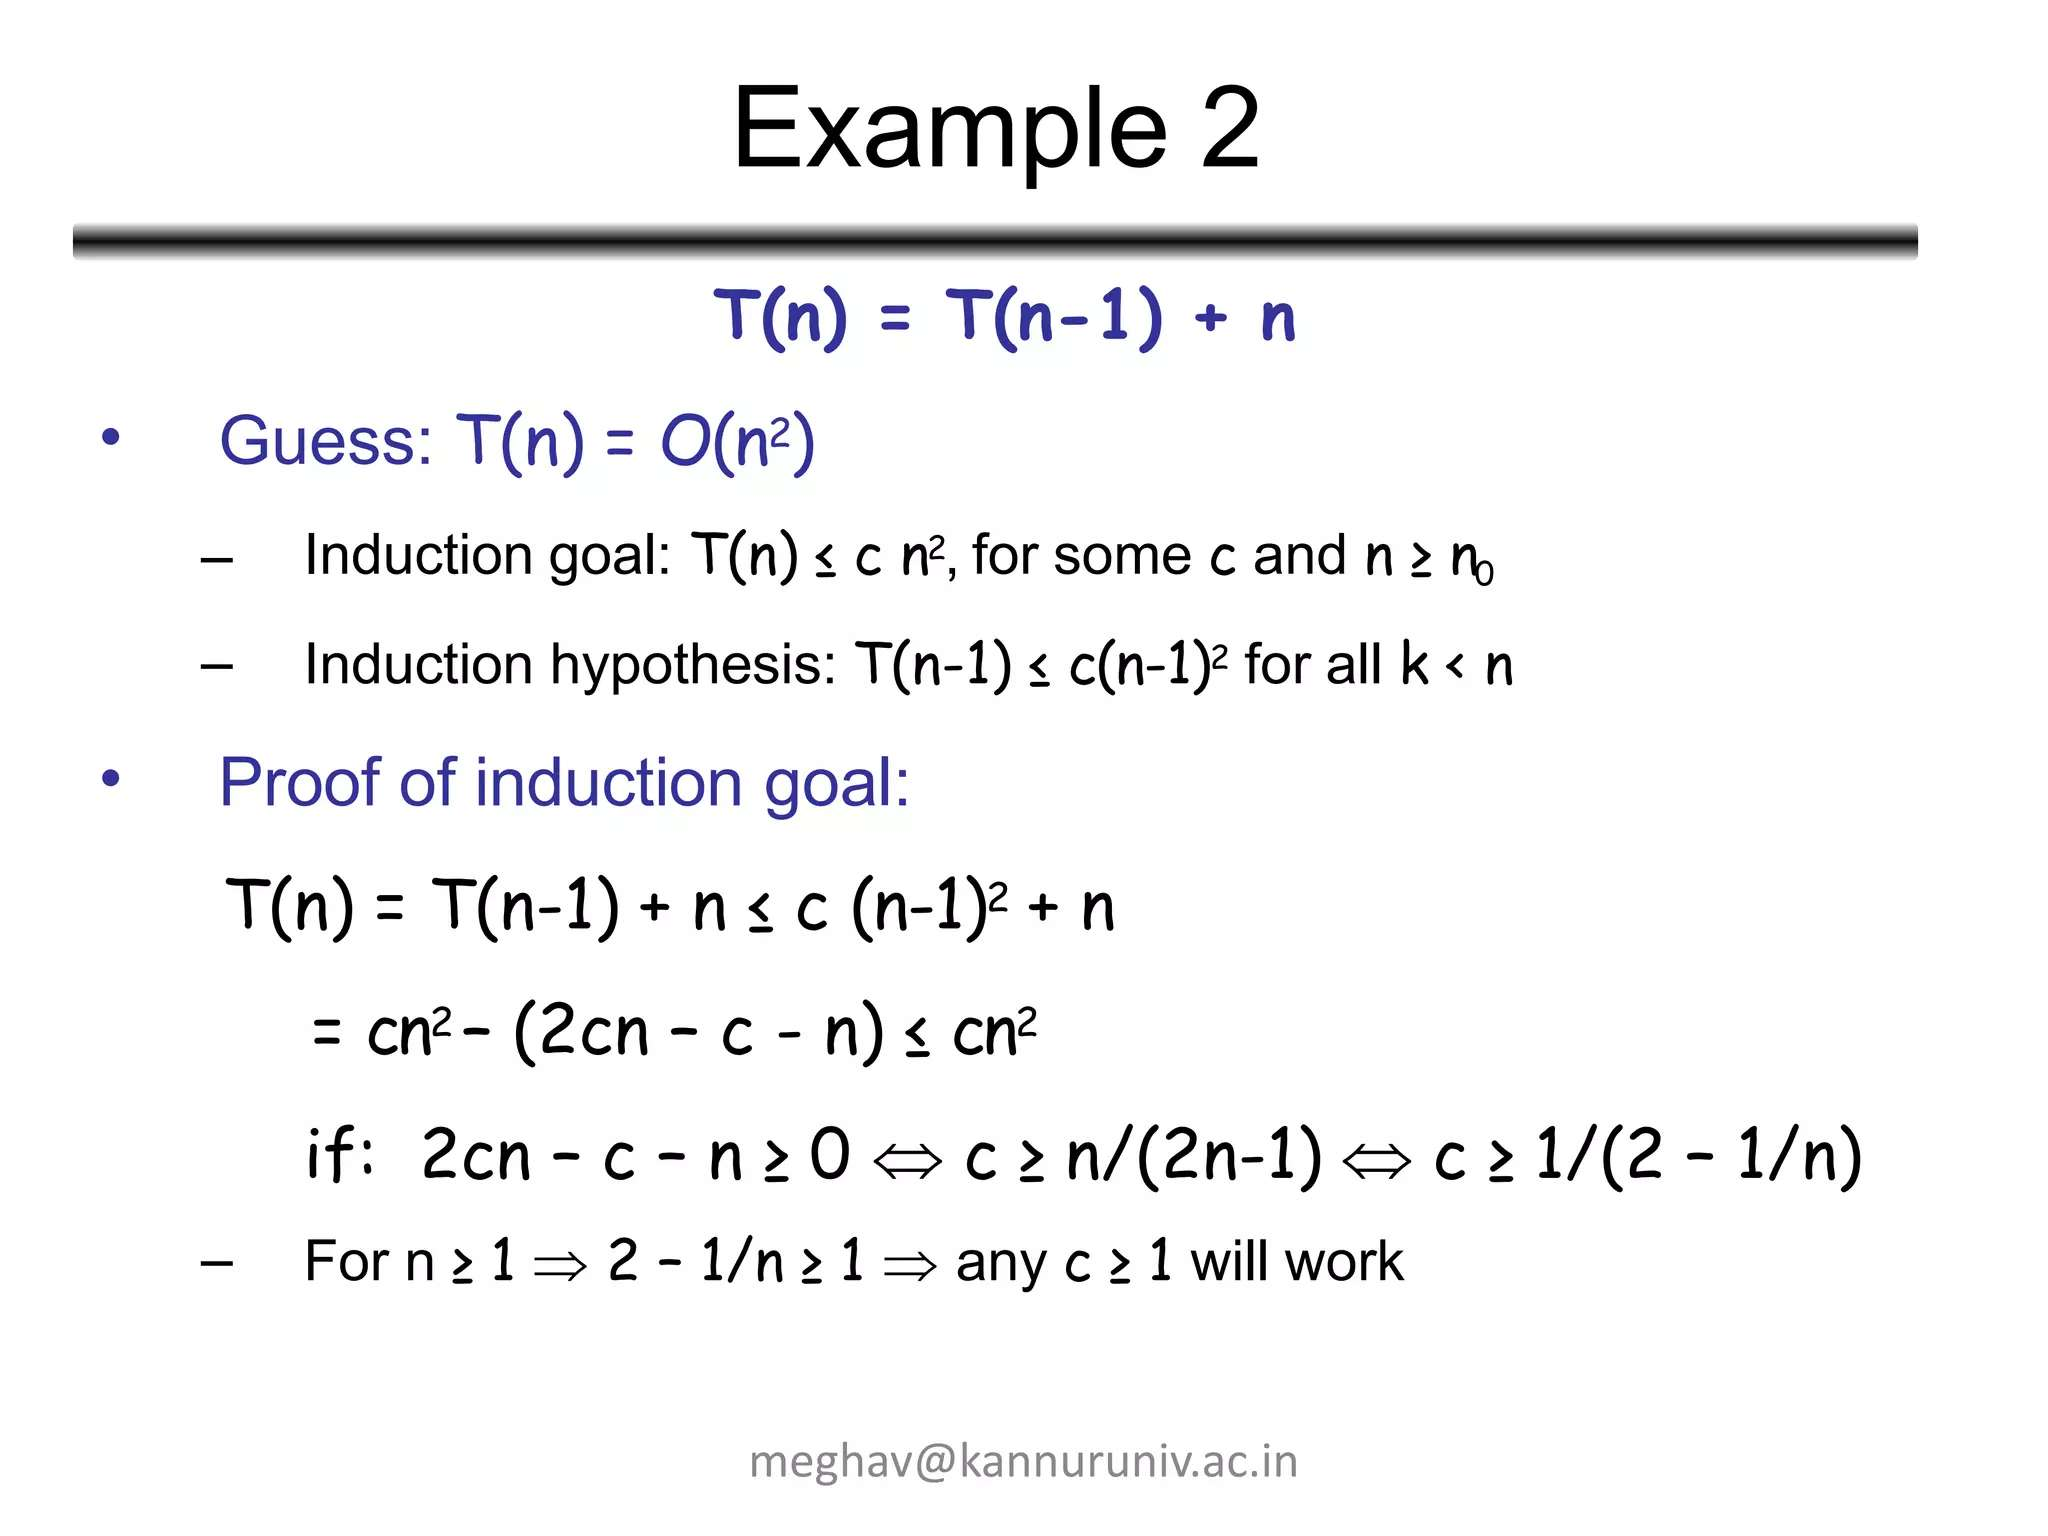 Example 2
T(n) = T(n-1) + n
• Guess: T(n) = O(n²)
– Induction goal: T(n) ≤ c n², for some c and n ≥ n₀
– Induction hypothesis: T(n-1) ≤ c(n-1)² for all k < n
• Proof of induction goal:
T(n) = T(n-1) + n ≤ c (n-1)² + n
= cn² – (2cn – c - n) ≤ cn²
if: 2cn – c – n ≥ 0 ⇔ c ≥ n/(2n-1) ⇔ c ≥ 1/(2 – 1/n)
– For n ≥ 1 ⇒ 2 – 1/n ≥ 1 ⇒ any c ≥ 1 will work
meghav@kannuruniv.ac.in